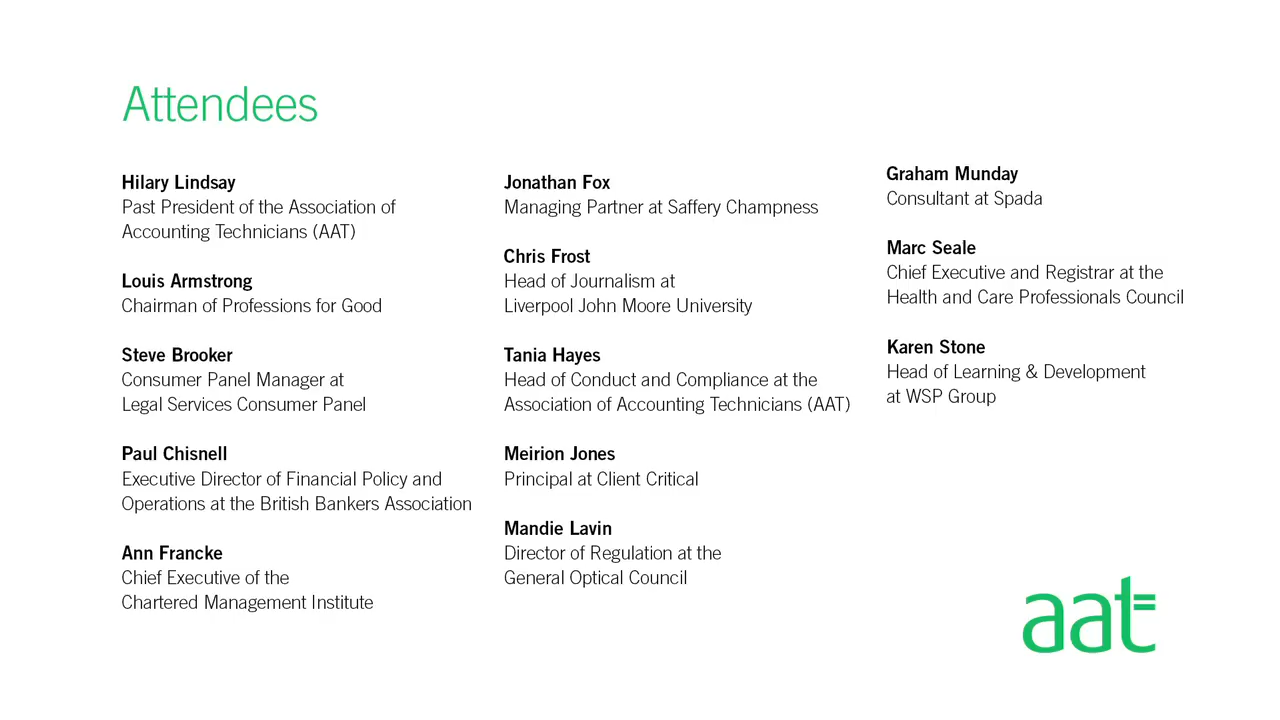 Attendees
Hilary Lindsay
Past President of the Association of
Accounting Technicians (AAT)
Louis Armstrong
Chairman of Professions for Good
Steve Brooker
Consumer Panel Manager at
Legal Services Consumer Panel
Paul Chisnell
Executive Director of Financial Policy and
Operations at the British Bankers Association
Ann Francke
Chief Executive of the
Chartered Management Institute
Jonathan Fox
Managing Partner at Saffery Champness
Chris Frost
Head of Journalism at
Liverpool John Moore University
Tania Hayes
Head of Conduct and Compliance at the
Association of Accounting Technicians (AAT)
Meirion Jones
Principal at Client Critical
Mandie Lavin
Director of Regulation at the
General Optical Council
Graham Munday
Consultant at Spada
Marc Seale
Chief Executive and Registrar at the
Health and Care Professionals Council
Karen Stone
Head of Learning & Development
at WSP Group
aat